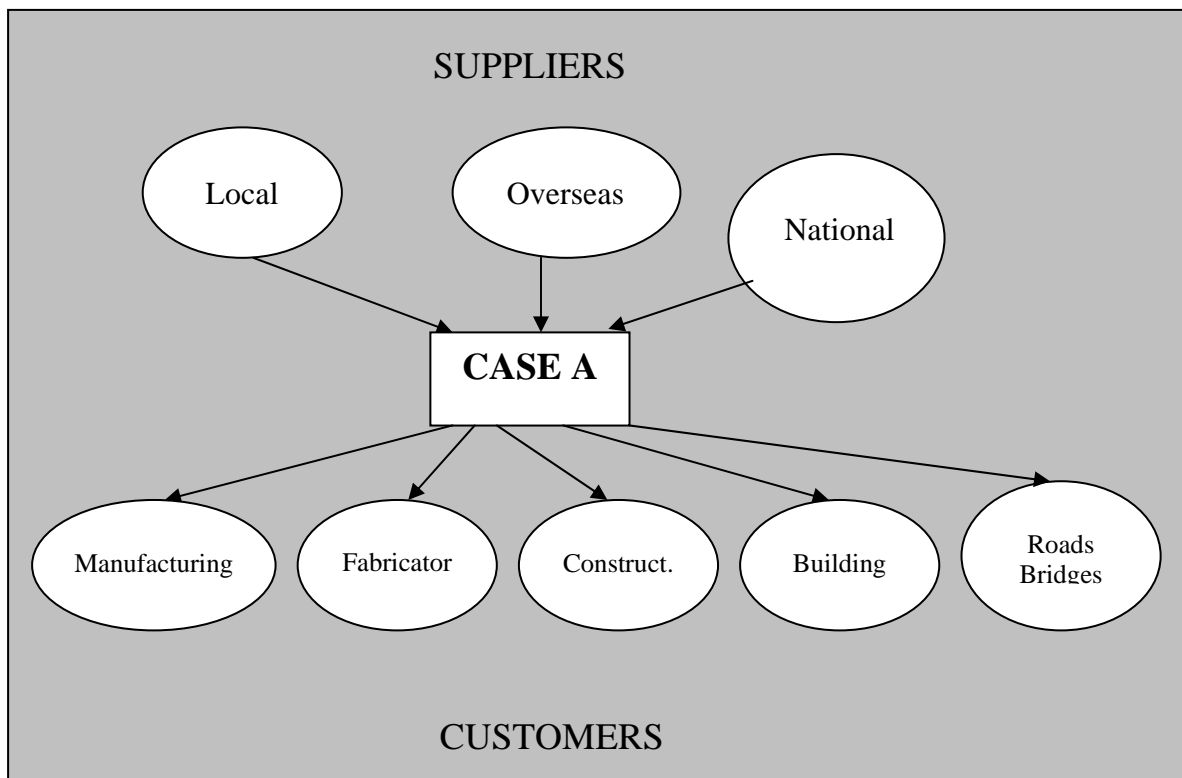 SUPPLIERS
Local
Overseas
National
CASE A
Manufacturing
Fabricator
Construct.
Building
Roads
Bridges
CUSTOMERS